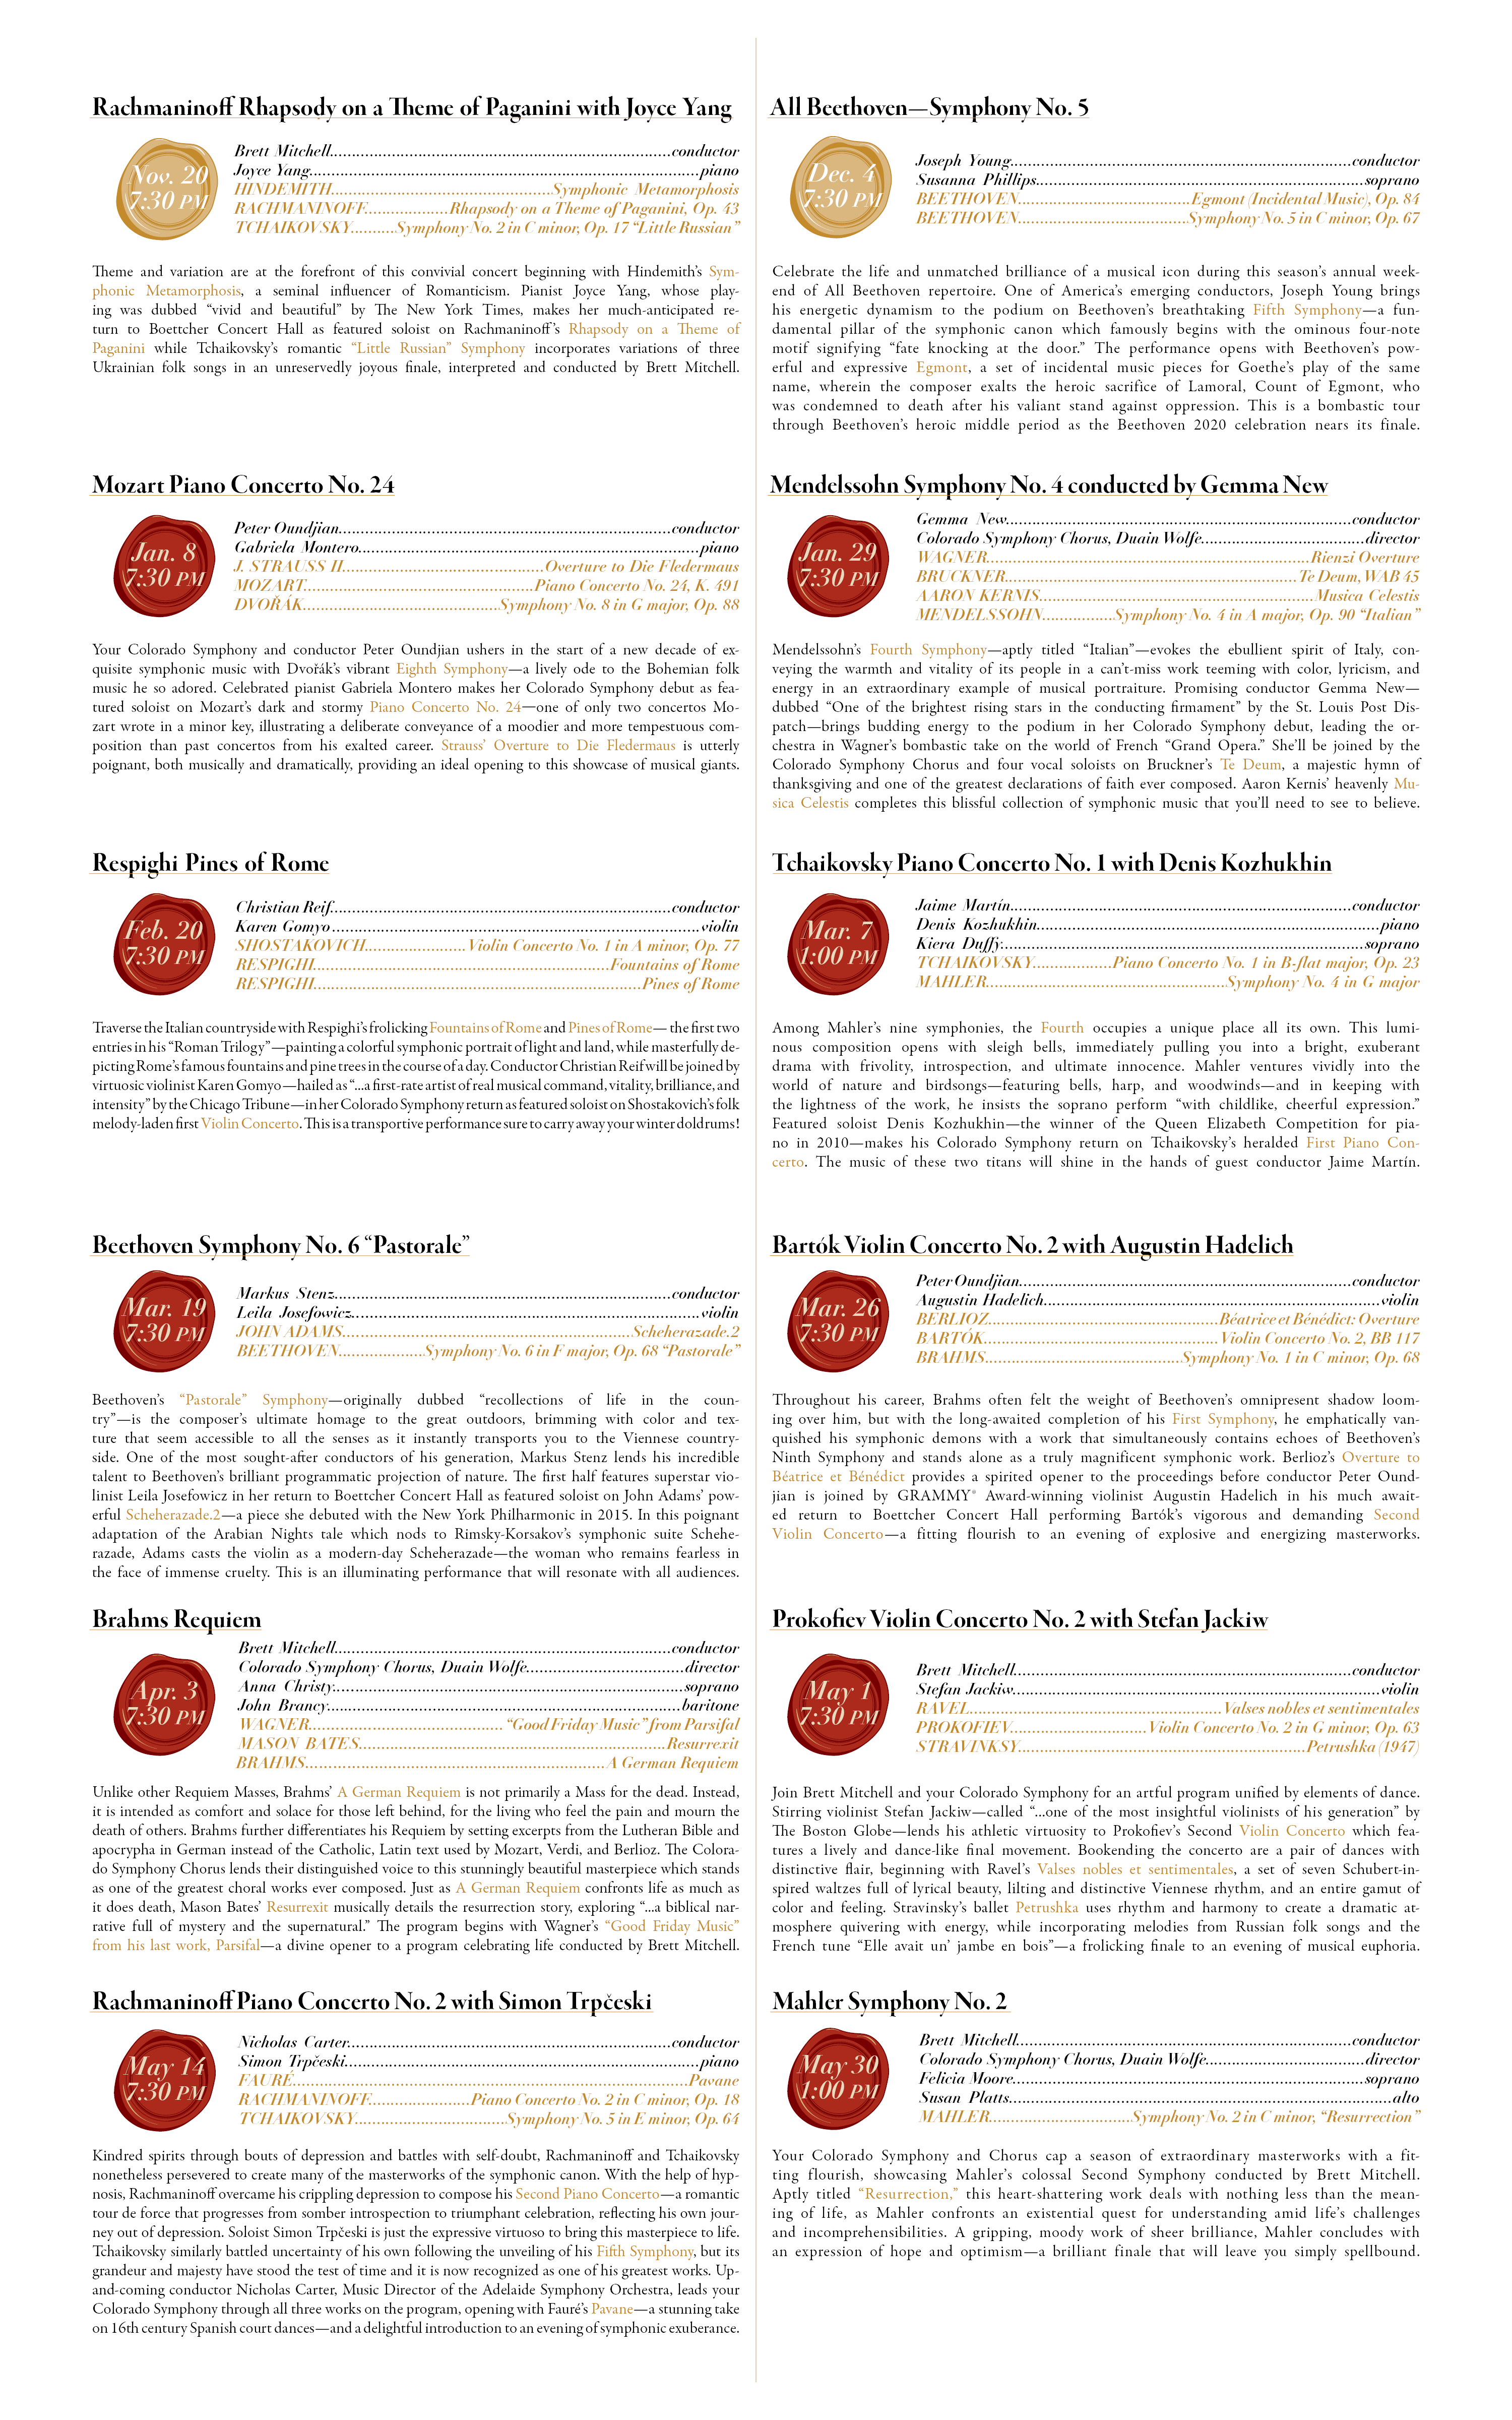 Rachmaninoff Rhapsody on a Theme of Paganini with Joyce Yang
Nov. 20
7:30 PM
Brett Mitchell..........conductor
Joyce Yang..........piano
HINDEMITH..........Symphonic Metamorphosis
RACHMANINOFF..........Rhapsody on a Theme of Paganini, Op. 43
TCHAIKOVSKY..........Symphony No. 2 in C minor, Op. 17 “Little Russian”
Theme and variation are at the forefront of this convivial concert beginning with Hindemith’s Sym-
phonic Metamorphosis, a seminal influencer of Romanticism. Pianist Joyce Yang, whose play-
ing was dubbed “vivid and beautiful” by The New York Times, makes her much-anticipated re-
turn to Boettcher Concert Hall as featured soloist on Rachmaninoff’s Rhapsody on a Theme of
Paganini while Tchaikovsky’s romantic “Little Russian” Symphony incorporates variations of three
Ukrainian folk songs in an unreservedly joyous finale, interpreted and conducted by Brett Mitchell.
All Beethoven—Symphony No. 5
Dec. 4
7:30 PM
Joseph Young..........conductor
Susanna Phillips..........soprano
BEETHOVEN..........Egmont (Incidental Music), Op. 84
BEETHOVEN..........Symphony No. 5 in C minor, Op. 67
Celebrate the life and unmatched brilliance of a musical icon during this season’s annual week-
end of All Beethoven repertoire. One of America’s emerging conductors, Joseph Young brings
his energetic dynamism to the podium on Beethoven’s breathtaking Fifth Symphony—a fun-
damental pillar of the symphonic canon which famously begins with the ominous four-note
motif signifying “fate knocking at the door.” The performance opens with Beethoven’s pow-
erful and expressive Egmont, a set of incidental music pieces for Goethe’s play of the same
name, wherein the composer exalts the heroic sacrifice of Lamoral, Count of Egmont, who
was condemned to death after his valiant stand against oppression. This is a bombastic tour
through Beethoven’s heroic middle period as the Beethoven 2020 celebration nears its finale.
Mozart Piano Concerto No. 24
Jan. 8
7:30 PM
Peter Oundjian..........conductor
Gabriela Montero..........piano
J. STRAUSS II..........Overture to Die Fledermaus
MOZART..........Piano Concerto No. 24, K. 491
DVOŘÁK..........Symphony No. 8 in G major, Op. 88
Your Colorado Symphony and conductor Peter Oundjian ushers in the start of a new decade of ex-
quisite symphonic music with Dvořák’s vibrant Eighth Symphony—a lively ode to the Bohemian folk
music he so adored. Celebrated pianist Gabriela Montero makes her Colorado Symphony debut as fea-
tured soloist on Mozart’s dark and stormy Piano Concerto No. 24—one of only two concertos Mo-
zart wrote in a minor key, illustrating a deliberate conveyance of a moodier and more tempestuous com-
position than past concertos from his exalted career. Strauss’ Overture to Die Fledermaus is utterly
poignant, both musically and dramatically, providing an ideal opening to this showcase of musical giants.
Mendelssohn Symphony No. 4 conducted by Gemma New
Jan. 29
7:30 PM
Gemma New..........conductor
Colorado Symphony Chorus, Duain Wolfe..........director
WAGNER..........Rienzi Overture
BRUCKNER..........Te Deum, WAB 45
AARON KERNIS..........Musica Celestis
MENDELSSOHN..........Symphony No. 4 in A major, Op. 90 “Italian”
Mendelssohn’s Fourth Symphony—aptly titled “Italian”—evokes the ebullient spirit of Italy, con-
veying the warmth and vitality of its people in a can’t-miss work teeming with color, lyricism, and
energy in an extraordinary example of musical portraiture. Promising conductor Gemma New—
dubbed “One of the brightest rising stars in the conducting firmament” by the St. Louis Post Dis-
patch—brings budding energy to the podium in her Colorado Symphony debut, leading the or-
chestra in Wagner’s bombastic take on the world of French “Grand Opera.” She’ll be joined by the
Colorado Symphony Chorus and four vocal soloists on Bruckner’s Te Deum, a majestic hymn of
thanksgiving and one of the greatest declarations of faith ever composed. Aaron Kernis’ heavenly Mu-
sica Celestis completes this blissful collection of symphonic music that you’ll need to see to believe.
Respighi Pines of Rome
Feb. 20
7:30 PM
Christian Reif..........conductor
Karen Gomyo..........violin
SHOSTAKOVICH..........Violin Concerto No. 1 in A minor, Op. 77
RESPIGHI..........Fountains of Rome
RESPIGHI..........Pines of Rome
Traverse the Italian countryside with Respighi’s frolicking Fountains of Rome and Pines of Rome— the first two
entries in his “Roman Trilogy”—painting a colorful symphonic portrait of light and land, while masterfully de-
picting Rome’s famous fountains and pine trees in the course of a day. Conductor Christian Reif will be joined by
virtuosic violinist Karen Gomyo—hailed as “...a first-rate artist of real musical command, vitality, brilliance, and
intensity” by the Chicago Tribune—in her Colorado Symphony return as featured soloist on Shostakovich’s folk
melody-laden first Violin Concerto. This is a transportive performance sure to carry away your winter doldrums!
Tchaikovsky Piano Concerto No. 1 with Denis Kozhukhin
Mar. 7
1:00 PM
Jaime Martín..........conductor
Denis Kozhukhin..........piano
Kiera Duffy..........soprano
TCHAIKOVSKY..........Piano Concerto No. 1 in B-flat major, Op. 23
MAHLER..........Symphony No. 4 in G major
Among Mahler’s nine symphonies, the Fourth occupies a unique place all its own. This lumi-
nous composition opens with sleigh bells, immediately pulling you into a bright, exuberant
drama with frivolity, introspection, and ultimate innocence. Mahler ventures vividly into the
world of nature and birdsongs—featuring bells, harp, and woodwinds—and in keeping with
the lightness of the work, he insists the soprano perform “with childlike, cheerful expression.”
Featured soloist Denis Kozhukhin—the winner of the Queen Elizabeth Competition for pia-
no in 2010—makes his Colorado Symphony return on Tchaikovsky’s heralded First Piano Con-
certo. The music of these two titans will shine in the hands of guest conductor Jaime Martín.
Beethoven Symphony No. 6 “Pastorale”
Mar. 19
7:30 PM
Markus Stenz..........conductor
Leila Josefowicz..........violin
JOHN ADAMS..........Scheherazade.2
BEETHOVEN..........Symphony No. 6 in F major, Op. 68 “Pastorale”
Beethoven’s “Pastorale” Symphony—originally dubbed “recollections of life in the coun-
try”—is the composer’s ultimate homage to the great outdoors, brimming with color and tex-
ture that seem accessible to all the senses as it instantly transports you to the Viennese country-
side. One of the most sought-after conductors of his generation, Markus Stenz lends his incredible
talent to Beethoven’s brilliant programmatic projection of nature. The first half features superstar vio-
linist Leila Josefowicz in her return to Boettcher Concert Hall as featured soloist on John Adams’ pow-
erful Scheherazade.2—a piece she debuted with the New York Philharmonic in 2015. In this poignant
adaptation of the Arabian Nights tale which nods to Rimsky-Korsakov’s symphonic suite Schehe-
razade, Adams casts the violin as a modern-day Scheherazade—the woman who remains fearless in
the face of immense cruelty. This is an illuminating performance that will resonate with all audiences.
Bartók Violin Concerto No. 2 with Augustin Hadelich
Mar. 26
7:30 PM
Peter Oundjian..........conductor
Augustin Hadelich..........violin
BERLIOZ..........Béatrice et Bénédict: Overture
BARTÓK..........Violin Concerto No. 2, BB 117
BRAHMS..........Symphony No. 1 in C minor, Op. 68
Throughout his career, Brahms often felt the weight of Beethoven’s omnipresent shadow loom-
ing over him, but with the long-awaited completion of his First Symphony, he emphatically van-
quished his symphonic demons with a work that simultaneously contains echoes of Beethoven’s
Ninth Symphony and stands alone as a truly magnificent symphonic work. Berlioz’s Overture to
Béatrice et Bénédict provides a spirited opener to the proceedings before conductor Peter Ound-
jian is joined by GRAMMY® Award-winning violinist Augustin Hadelich in his much await-
ed return to Boettcher Concert Hall performing Bartók’s vigorous and demanding Second
Violin Concerto—a fitting flourish to an evening of explosive and energizing masterworks.
Brahms Requiem
Apr. 3
7:30 PM
Brett Mitchell..........conductor
Colorado Symphony Chorus, Duain Wolfe..........director
Anna Christy..........soprano
John Brancy..........baritone
WAGNER..........“Good Friday Music” from Parsifal
MASON BATES..........Resurrexit
BRAHMS..........A German Requiem
Unlike other Requiem Masses, Brahms’ A German Requiem is not primarily a Mass for the dead. Instead,
it is intended as comfort and solace for those left behind, for the living who feel the pain and mourn the
death of others. Brahms further differentiates his Requiem by setting excerpts from the Lutheran Bible and
apocrypha in German instead of the Catholic, Latin text used by Mozart, Verdi, and Berlioz. The Colora-
do Symphony Chorus lends their distinguished voice to this stunningly beautiful masterpiece which stands
as one of the greatest choral works ever composed. Just as A German Requiem confronts life as much as
it does death, Mason Bates’ Resurrexit musically details the resurrection story, exploring “...a biblical nar-
rative full of mystery and the supernatural.” The program begins with Wagner’s “Good Friday Music”
from his last work, Parsifal—a divine opener to a program celebrating life conducted by Brett Mitchell.
Prokofiev Violin Concerto No. 2 with Stefan Jackiw
May 1
7:30 PM
Brett Mitchell..........conductor
Stefan Jackiw..........violin
RAVEL..........Valses nobles et sentimentales
PROKOFIEV..........Violin Concerto No. 2 in G minor, Op. 63
STRAVINKSY..........Petrushka (1947)
Join Brett Mitchell and your Colorado Symphony for an artful program unified by elements of dance.
Stirring violinist Stefan Jackiw—called “...one of the most insightful violinists of his generation” by
The Boston Globe—lends his athletic virtuosity to Prokofiev’s Second Violin Concerto which fea-
tures a lively and dance-like final movement. Bookending the concerto are a pair of dances with
distinctive flair, beginning with Ravel’s Valses nobles et sentimentales, a set of seven Schubert-in-
spired waltzes full of lyrical beauty, lilting and distinctive Viennese rhythm, and an entire gamut of
color and feeling. Stravinsky’s ballet Petrushka uses rhythm and harmony to create a dramatic at-
mosphere quivering with energy, while incorporating melodies from Russian folk songs and the
French tune “Elle avait un’ jambe en bois”—a frolicking finale to an evening of musical euphoria.
Rachmaninoff Piano Concerto No. 2 with Simon Trpčeski
May 14
7:30 PM
Nicholas Carter..........conductor
Simon Trpčeski..........piano
FAURÉ..........Pavane
RACHMANINOFF..........Piano Concerto No. 2 in C minor, Op. 18
TCHAIKOVSKY..........Symphony No. 5 in E minor, Op. 64
Kindred spirits through bouts of depression and battles with self-doubt, Rachmaninoff and Tchaikovsky
nonetheless persevered to create many of the masterworks of the symphonic canon. With the help of hyp-
nosis, Rachmaninoff overcame his crippling depression to compose his Second Piano Concerto—a romantic
tour de force that progresses from somber introspection to triumphant celebration, reflecting his own jour-
ney out of depression. Soloist Simon Trpčeski is just the expressive virtuoso to bring this masterpiece to life.
Tchaikovsky similarly battled uncertainty of his own following the unveiling of his Fifth Symphony, but its
grandeur and majesty have stood the test of time and it is now recognized as one of his greatest works. Up-
and-coming conductor Nicholas Carter, Music Director of the Adelaide Symphony Orchestra, leads your
Colorado Symphony through all three works on the program, opening with Fauré’s Pavane—a stunning take
on 16th century Spanish court dances—and a delightful introduction to an evening of symphonic exuberance.
Mahler Symphony No. 2
May 30
1:00 PM
Brett Mitchell..........conductor
Colorado Symphony Chorus, Duain Wolfe..........director
Felicia Moore..........soprano
Susan Platts..........alto
MAHLER..........Symphony No. 2 in C minor, “Resurrection”
Your Colorado Symphony and Chorus cap a season of extraordinary masterworks with a fit-
ting flourish, showcasing Mahler’s colossal Second Symphony conducted by Brett Mitchell.
Aptly titled “Resurrection,” this heart-shattering work deals with nothing less than the mean-
ing of life, as Mahler confronts an existential quest for understanding amid life’s challenges
and incomprehensibilities. A gripping, moody work of sheer brilliance, Mahler concludes with
an expression of hope and optimism—a brilliant finale that will leave you simply spellbound.